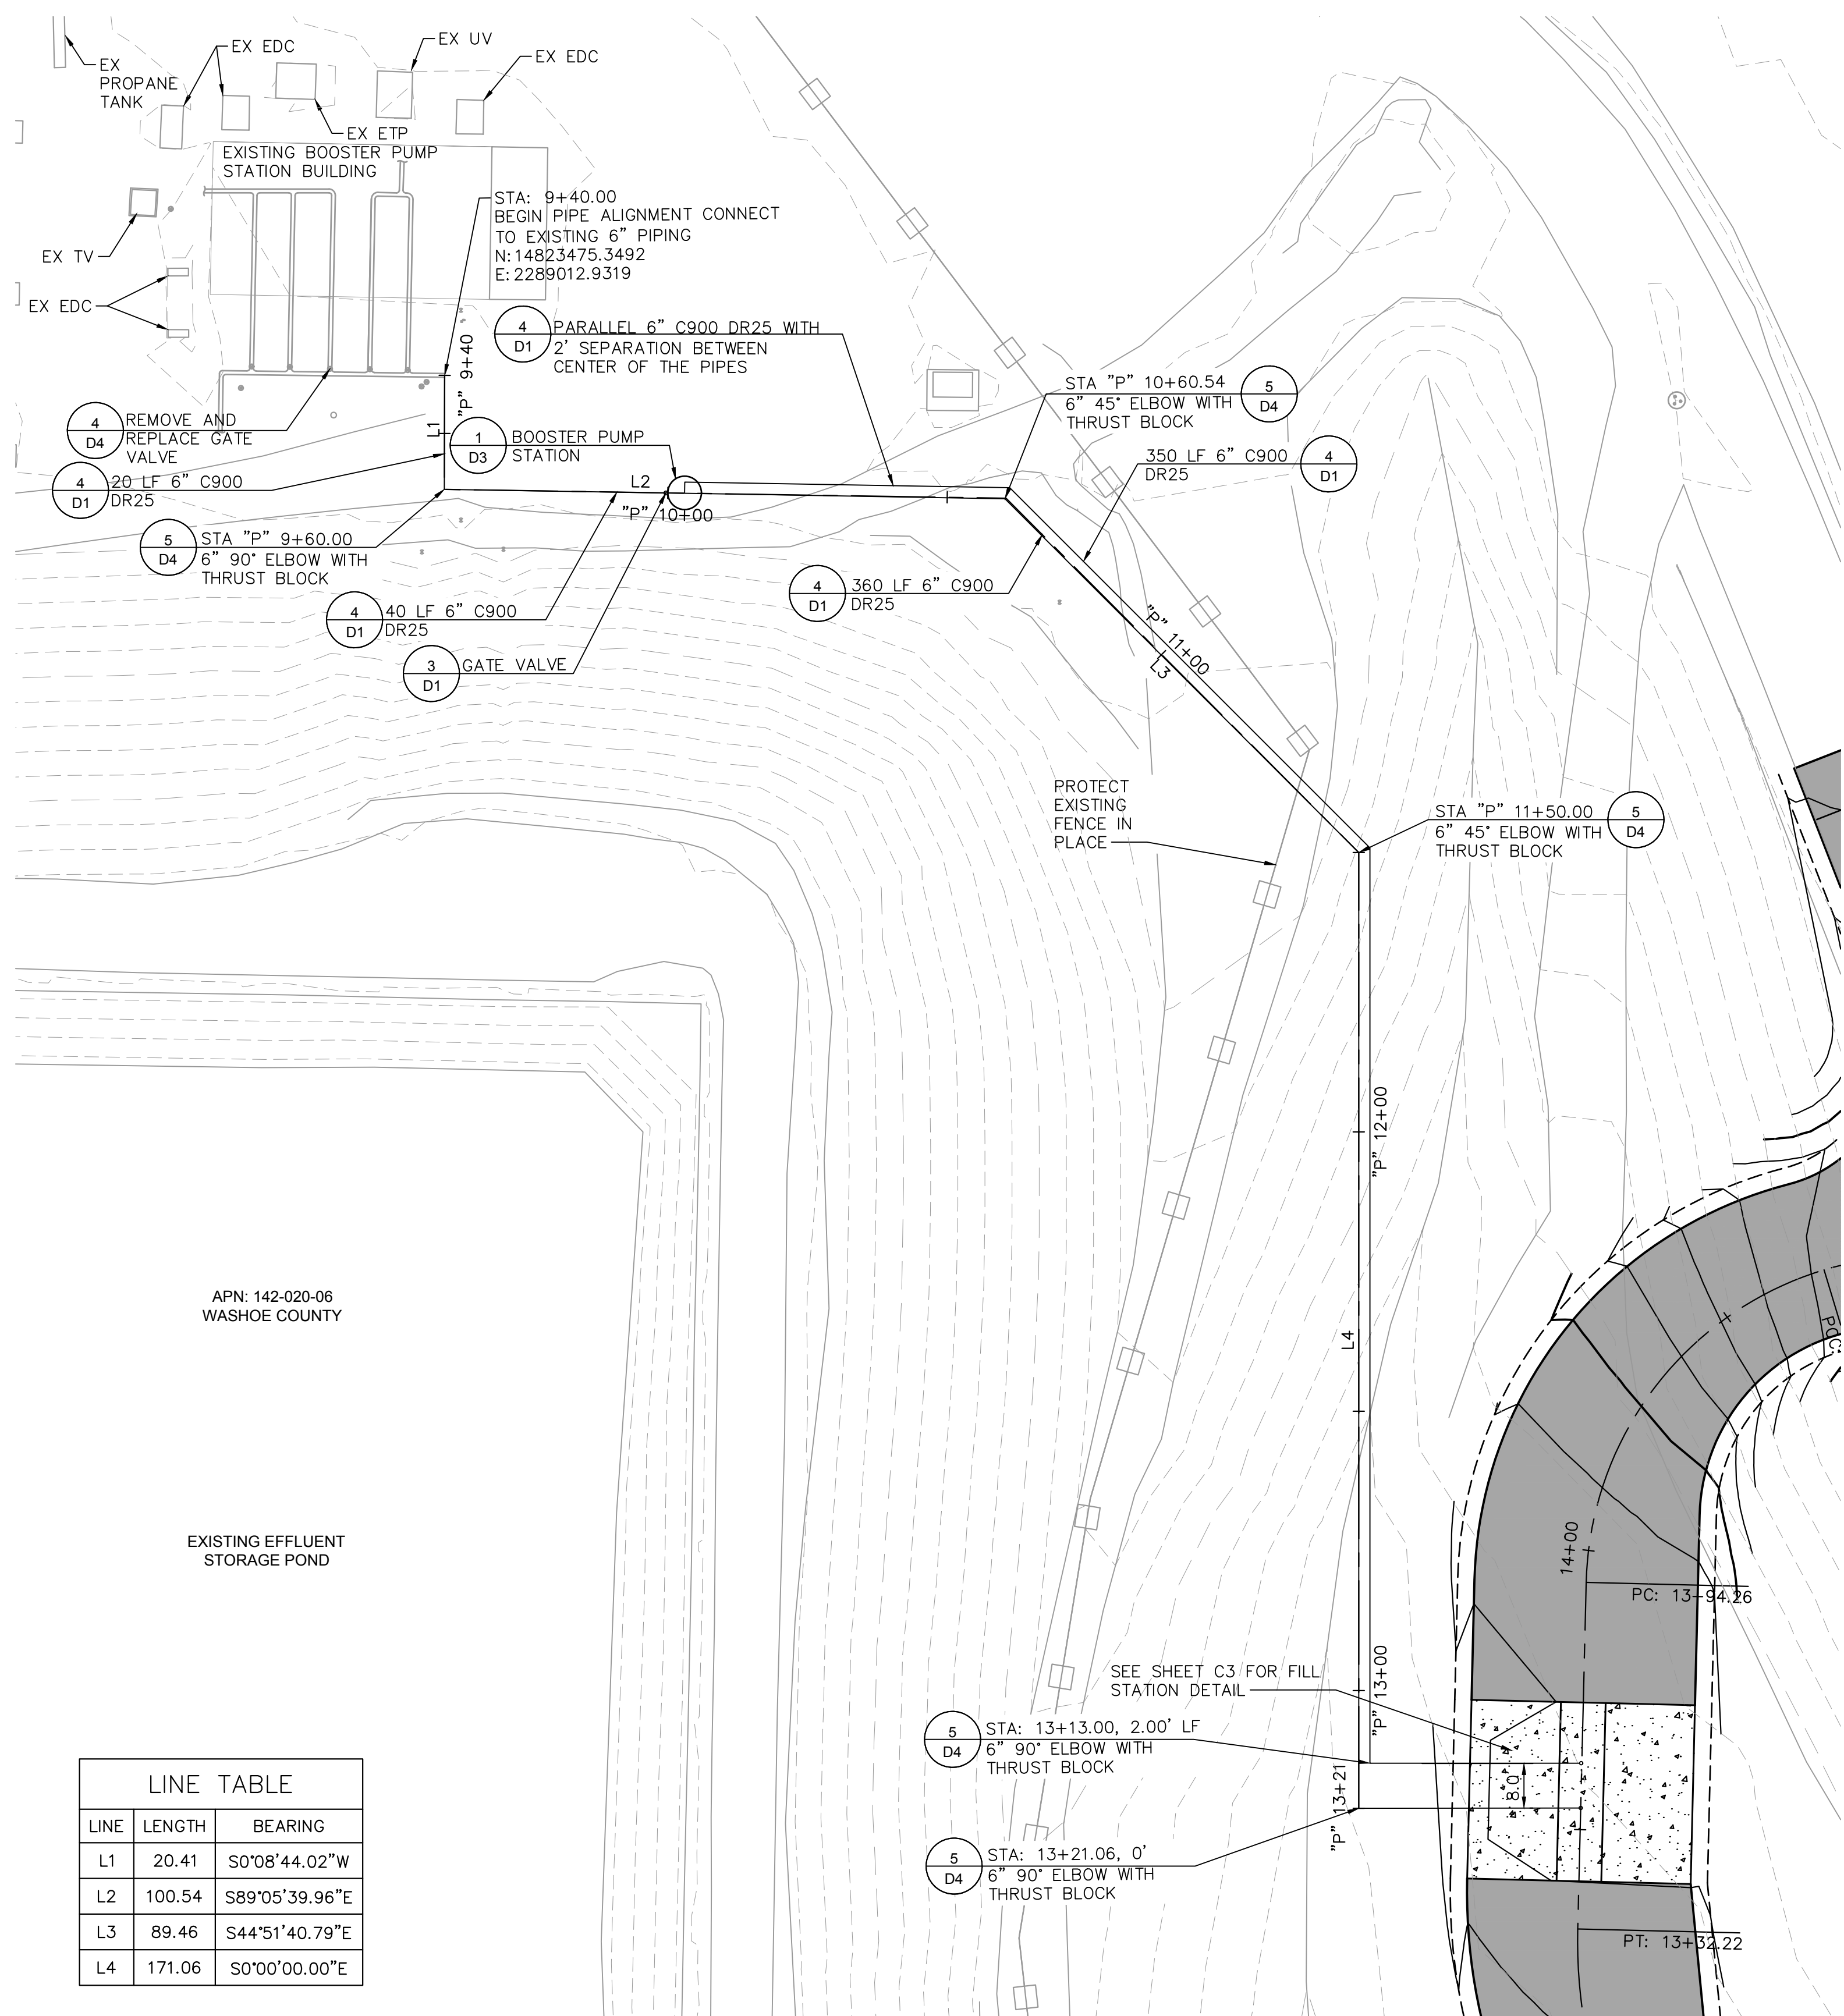 EX
PROPANE
TANK
EX EDC
EX UV
EX EDC
EX ETP
EXISTING BOOSTER PUMP
STATION BUILDING
EX TV
EX EDC
STA: 9+40.00
BEGIN PIPE ALIGNMENT CONNECT
TO EXISTING 6" PIPING
N:14823475.3492
E:2289012.9319
4
D1
PARALLEL 6" C900 DR25 WITH
2' SEPARATION BETWEEN
CENTER OF THE PIPES
"P" 9+40
L1
4
D4
REMOVE AND
REPLACE GATE
VALVE
1
D3
BOOSTER PUMP
STATION
4
D1
20 LF 6" C900
DR25
L2
"P" 10+00
STA "P" 10+60.54
6" 45° ELBOW WITH
THRUST BLOCK
5
D4
350 LF 6" C900
DR25
4
D1
5
D4
STA "P" 9+60.00
6" 90° ELBOW WITH
THRUST BLOCK
4
D1
40 LF 6" C900
DR25
4
D1
360 LF 6" C900
DR25
3
D1
GATE VALVE
"P" 11+00
L3
PROTECT
EXISTING
FENCE IN
PLACE
STA "P" 11+50.00
6" 45° ELBOW WITH
THRUST BLOCK
5
D4
"P" 12+00
L4
APN: 142-020-06
WASHOE COUNTY
EXISTING EFFLUENT
STORAGE POND
PCC:
14+00
PC: 13+94.26
SEE SHEET C3 FOR FILL
STATION DETAIL
"P" 13+00
5
D4
STA: 13+13.00, 2.00' LF
6" 90° ELBOW WITH
THRUST BLOCK
"P" 13+21
8.0'
5
D4
STA: 13+21.06, 0'
6" 90° ELBOW WITH
THRUST BLOCK
PT: 13+32.22
LINE TABLE
LINE LENGTH BEARING
L1 20.41 S0°08'44.02"W
L2 100.54 S89°05'39.96"E
L3 89.46 S44°51'40.79"E
L4 171.06 S0°00'00.00"E